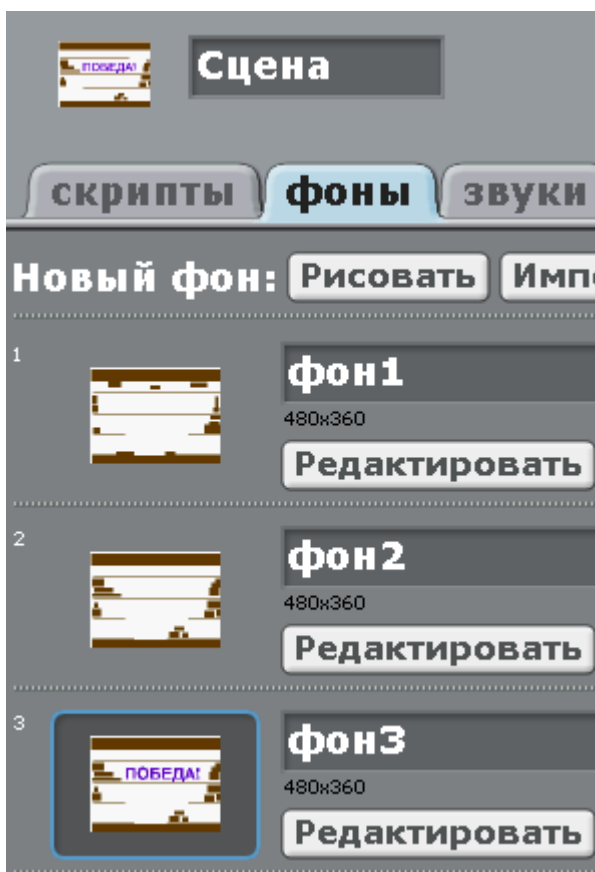 ПОБЕДА!
Сцена
скрипты фоны звуки
Новый фон: Рисовать Имп
1
фон1
480x360
Редактировать
2
фон2
480x360
Редактировать
3
ПОБЕДА!
фон3
480x360
Редактировать